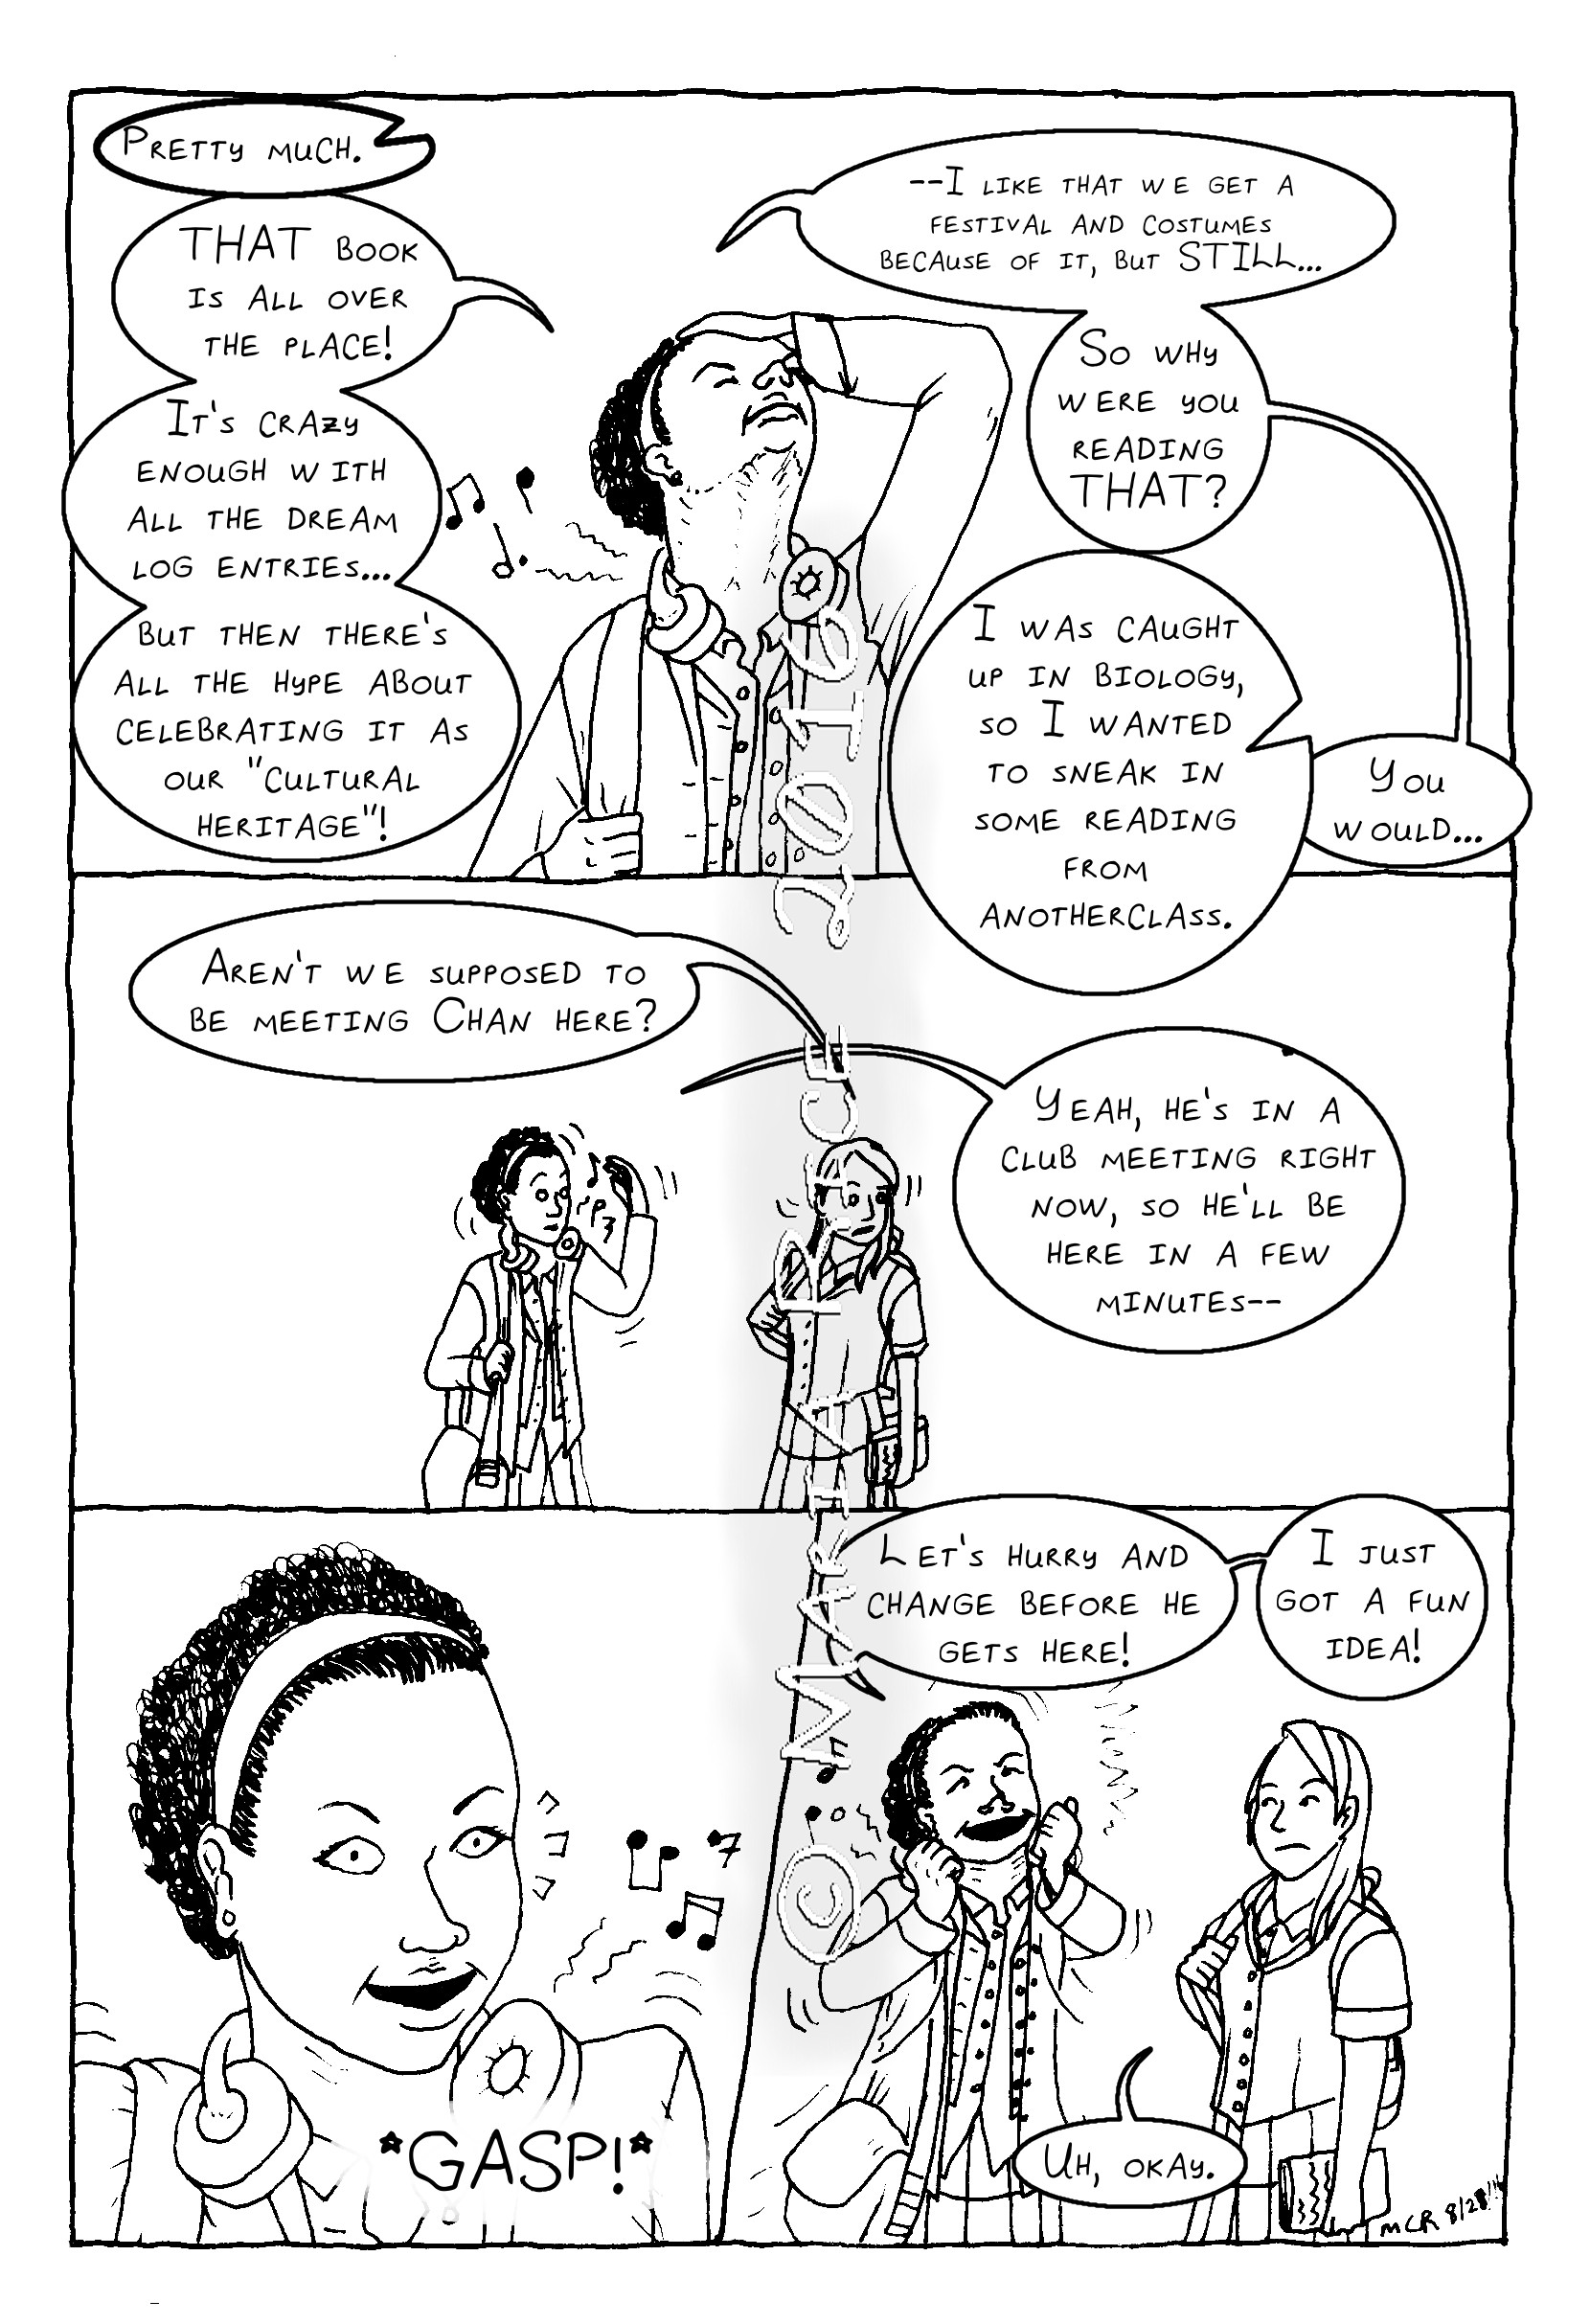 PRETTY MUCH.
THAT BOOK
IS ALL OVER
THE PLACE!
IT'S CRAZY
ENOUGH WITH
ALL THE DREAM
LOG ENTRIES...
BUT THEN THERE'S
ALL THE HYPE ABOUT
CELEBRATING IT AS
OUR "CULTURAL
HERITAGE"!
--I LIKE THAT WE GET A
FESTIVAL AND COSTUMES
BECAUSE OF IT, BUT STILL...
SO WHY
WERE YOU
READING
THAT?
I WAS CAUGHT
UP IN BIOLOGY,
SO I WANTED
TO SNEAK IN
SOME READING
FROM
ANOTHERCLASS.
YOU
WOULD...
AREN'T WE SUPPOSED TO
BE MEETING CHAN HERE?
YEAH, HE'S IN A
CLUB MEETING RIGHT
NOW, SO HE'LL BE
HERE IN A FEW
MINUTES--
*GASP!*
LET'S HURRY AND
CHANGE BEFORE HE
GETS HERE!
I JUST
GOT A FUN
IDEA!
UH, OKAY.
MCR
© 2016